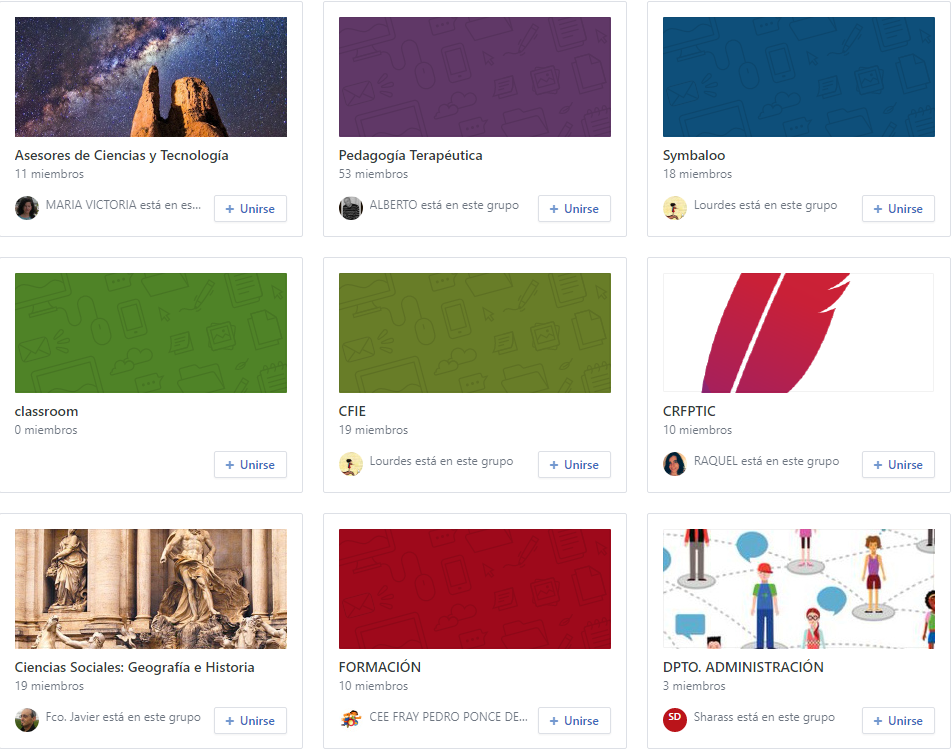 Asesores de Ciencias y Tecnología
11 miembros
MARIA VICTORIA está en es...
+ Unirse
Pedagogía Terapéutica
53 miembros
ALBERTO está en este grupo
+ Unirse
Symbaloo
18 miembros
Lourdes está en este grupo
+ Unirse
classroom
0 miembros
+ Unirse
CFIE
19 miembros
Lourdes está en este grupo
+ Unirse
CRFPTIC
10 miembros
RAQUEL está en este grupo
+ Unirse
Ciencias Sociales: Geografía e Historia
19 miembros
Fco. Javier está en este grupo
+ Unirse
FORMACIÓN
10 miembros
CEE FRAY PEDRO PONCE DE...
+ Unirse
DPTO. ADMINISTRACIÓN
3 miembros
SD
Sharass está en este grupo
+ Unirse